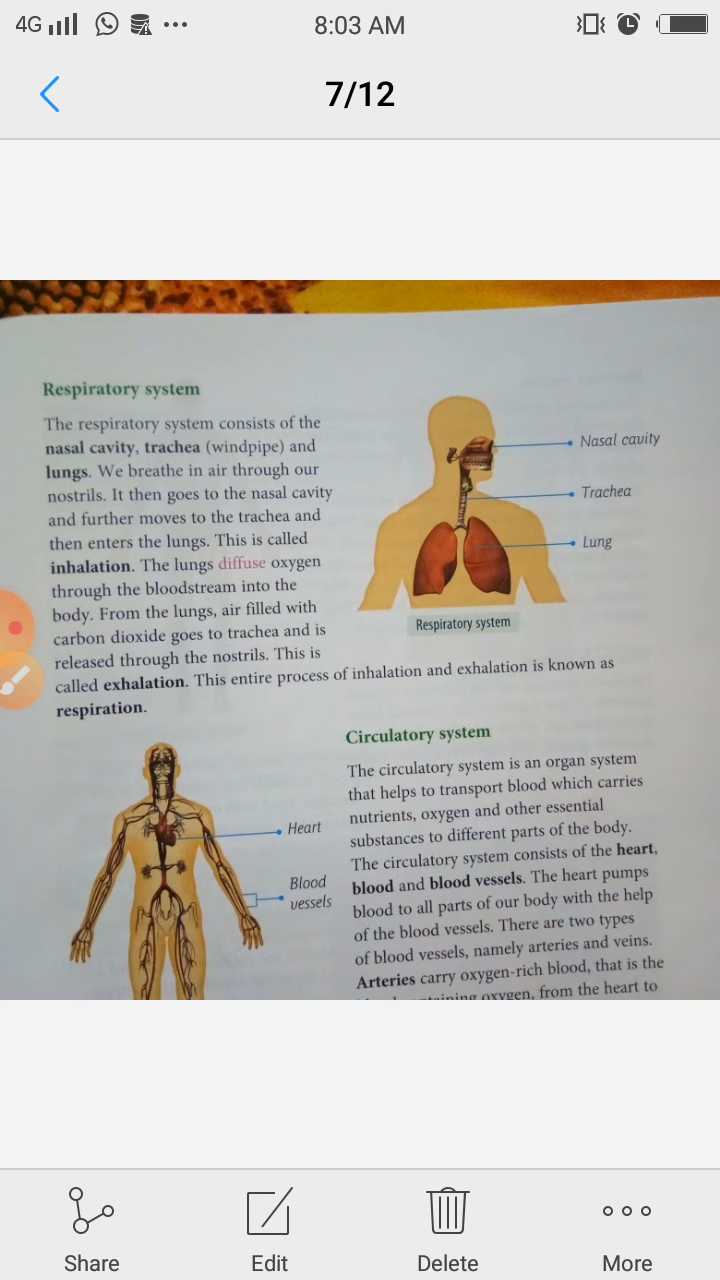 4G
8:03 AM
7/12
Respiratory system
The respiratory system consists of the
nasal cavity, trachea (windpipe) and
lungs. We breathe in air through our
nostrils. It then goes to the nasal cavity
and further moves to the trachea and
then enters the lungs. This is called
inhalation. The lungs diffuse oxygen
through the bloodstream into the
body. From the lungs, air filled with
carbon dioxide goes to trachea and is
released through the nostrils. This is
called exhalation. This entire process of inhalation and exhalation is known as
respiration.
Nasal cavity
Trachea
Lung
Respiratory system
Heart
Blood
vessels
Circulatory system
The circulatory system is an organ system
that helps to transport blood which carries
nutrients, oxygen and other essential
substances to different parts of the body.
The circulatory system consists of the heart,
blood and blood vessels. The heart pumps
blood to all parts of our body with the help
of the blood vessels. There are two types
of blood vessels, namely arteries and veins.
Arteries carry oxygen-rich blood, that is the
oxygen, from the heart to
Share
Edit
Delete
More